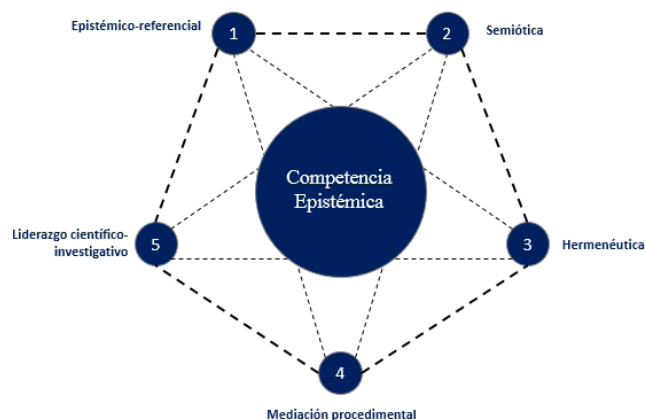 Epistémico-referencial
1
2
Semiótica
Competencia
Epistémica
Liderazgo científico-
investigativo
5
3
Hermenéutica
4
Mediación procedimental